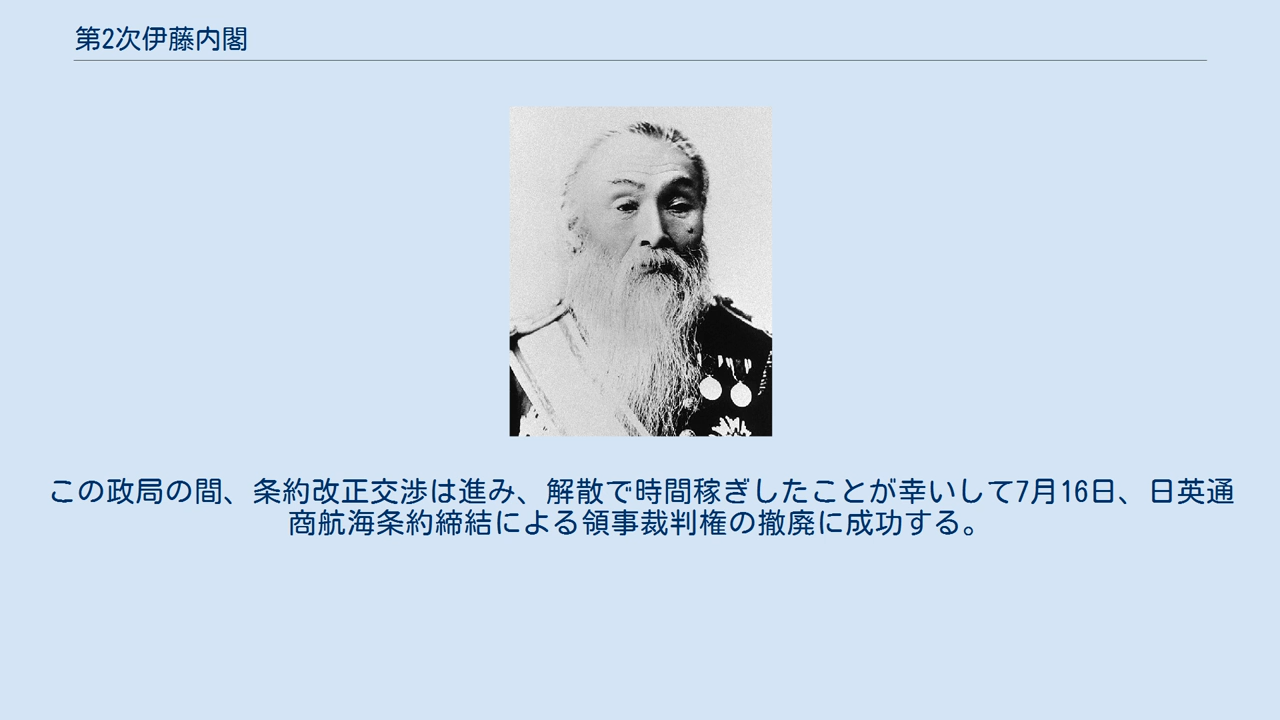 第2次伊藤内閣
この政局の間、条約改正交渉は進み、解散で時間稼ぎしたことが幸いして7月16日、日英通
商航海条約締結による領事裁判権の撤廃に成功する。